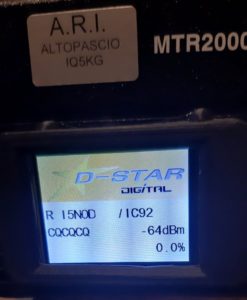 A.R.I.
ALTOPASCIO
IQ5KG
MTR2000
D-STAR
DIGITAL
R I5NOD /IC92
CQCQCQ -64dBm
0.0%